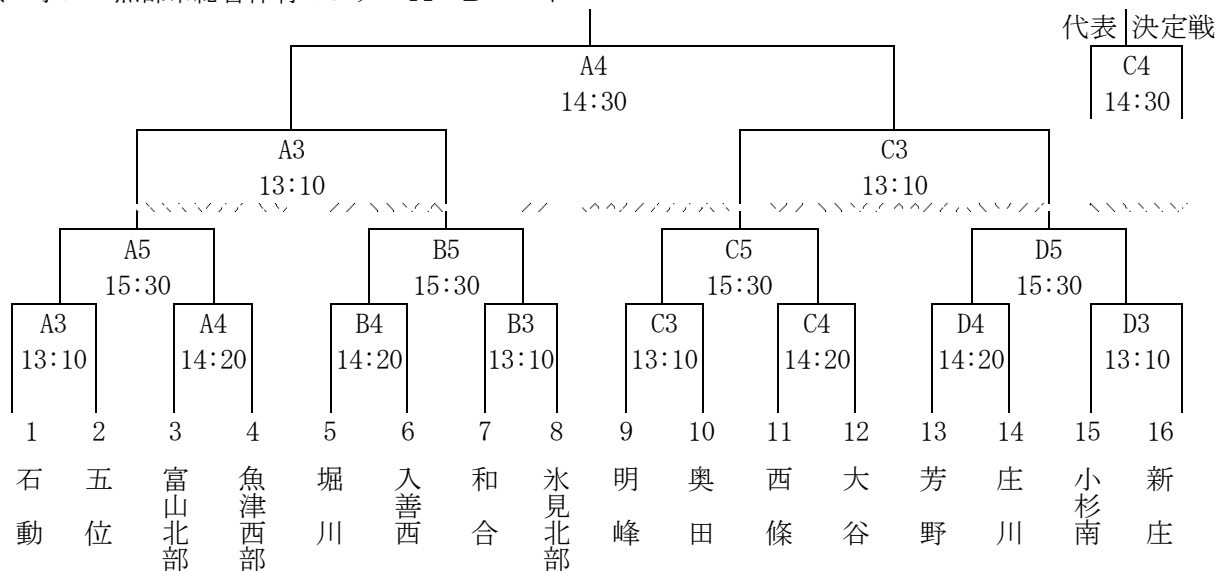 代表 決定戦
A4
14:30
C4
14:30
A3
13:10
C3
13:10
A5
15:30
B5
15:30
C5
15:30
D5
15:30
A3
13:10
A4
14:20
B4
14:20
B3
13:10
C3
13:10
C4
14:20
D4
14:20
D3
13:10
1 2 3 4 5 6 7 8 9 10 11 12 13 14 15 16
石動
五位
富山北部
魚津西部
堀川
入善西
和合
氷見北部
明峰
奥田
西條
大谷
芳野
庄川
小杉南
新庄